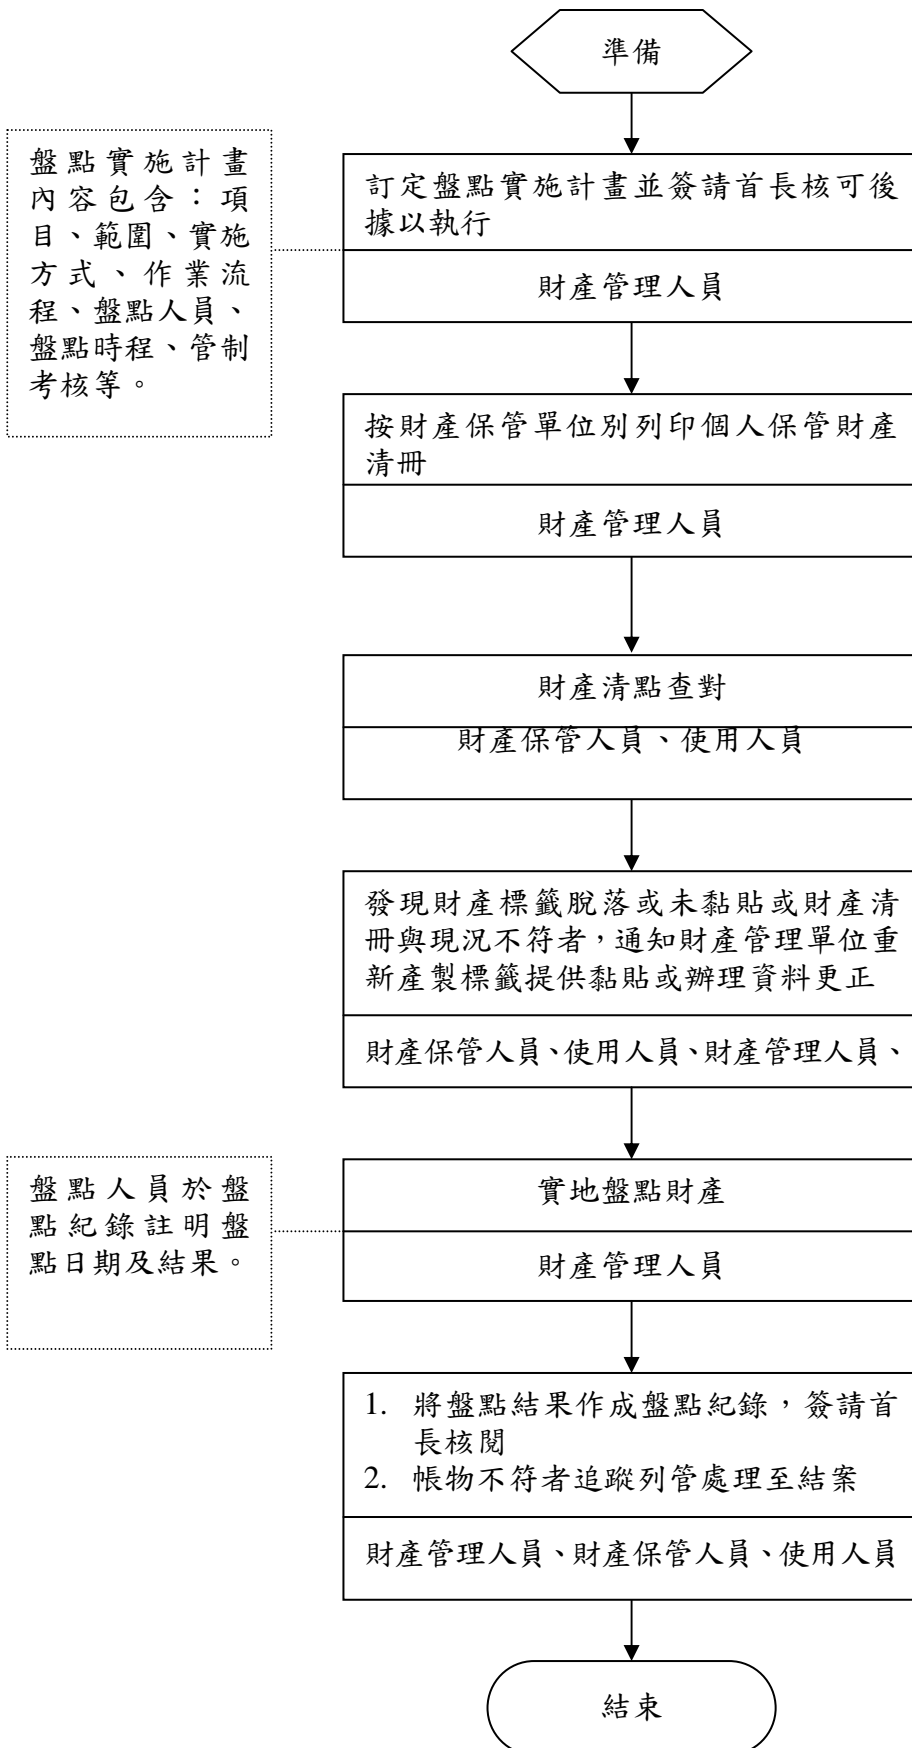 準備
盤點實施計畫
內容包含：項
目、範圍、實施
方式、作業流
程、盤點人員、
盤點時程、管制
考核等。
訂定盤點實施計畫並簽請首長核可後
據以執行
財產管理人員
按財產保管單位別列印個人保管財產
清冊
財產管理人員
財產清點查對
財產保管人員、使用人員
發現財產標籤脫落或未黏貼或財產清
冊與現況不符者，通知財產管理單位重
新產製標籤提供黏貼或辦理資料更正
財產保管人員、使用人員、財產管理人員、
盤點人員於盤
點紀錄註明盤
點日期及結果。
實地盤點財產
財產管理人員
1. 將盤點結果作成盤點紀錄，簽請首
長核閱
2. 帳物不符者追蹤列管處理至結案
財產管理人員、財產保管人員、使用人員
結束